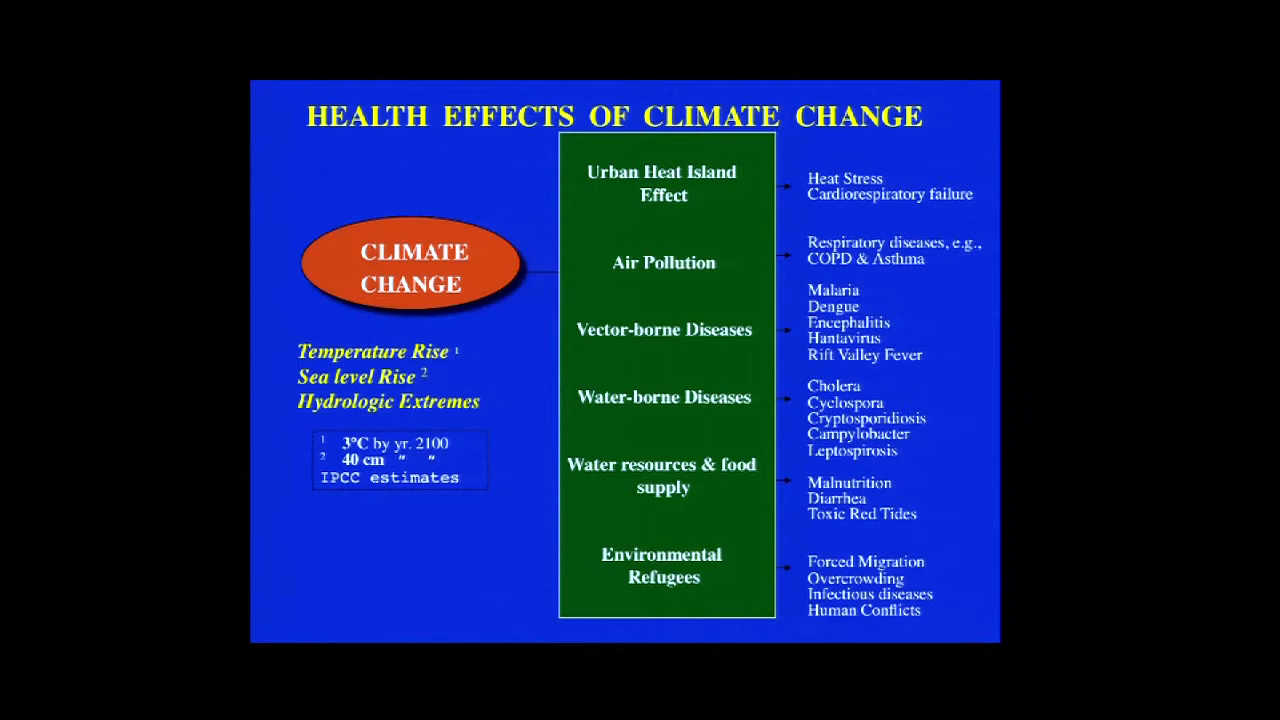 HEALTH EFFECTS OF CLIMATE CHANGE
CLIMATE
CHANGE
Temperature Rise 1
Sea level Rise 2
Hydrologic Extremes
1 3°C by yr. 2100
2 40 cm “ “
IPCC estimates
Urban Heat Island
Effect
Air Pollution
Vector-borne Diseases
Water-borne Diseases
Water resources & food
supply
Environmental
Refugees
Heat Stress
Cardiorespiratory failure
Respiratory diseases, e.g.,
COPD & Asthma
Malaria
Dengue
Encephalitis
Hantavirus
Rift Valley Fever
Cholera
Cyclospora
Cryptosporidiosis
Campylobacter
Leptospirosis
Malnutrition
Diarrhea
Toxic Red Tides
Forced Migration
Overcrowding
Infectious diseases
Human Conflicts